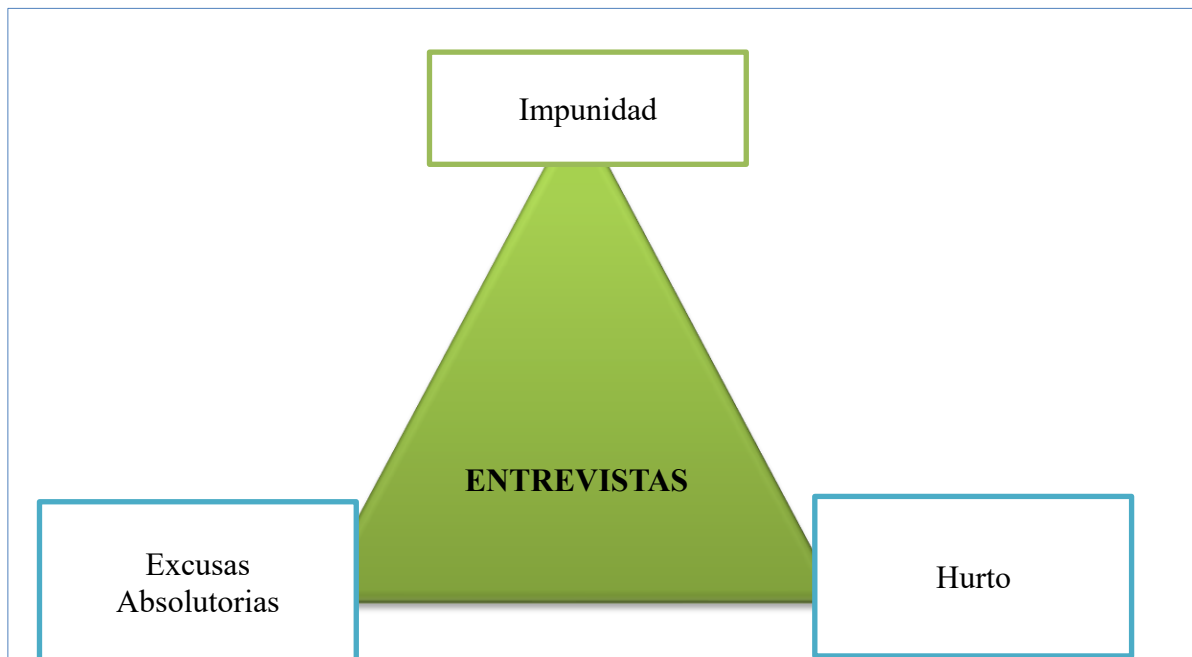 Impunidad
ENTREVISTAS
Excusas
Absolutorias
Hurto